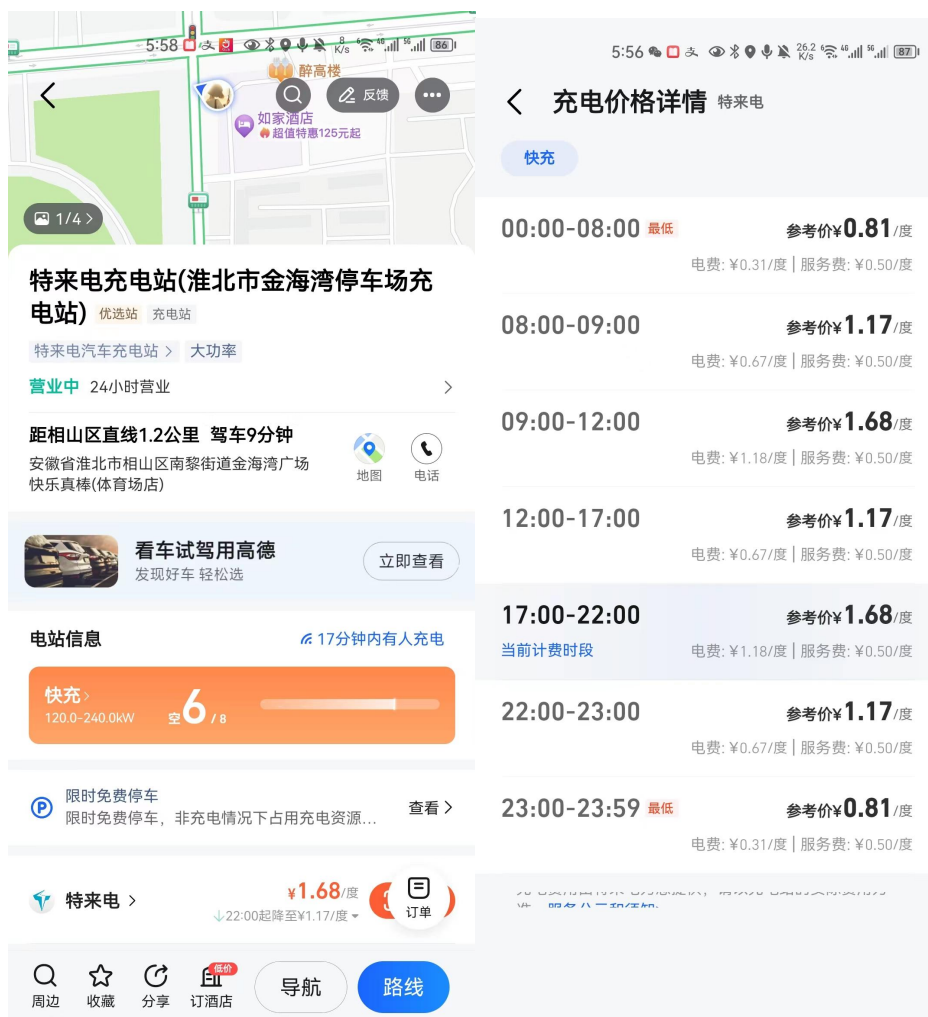 5:58
8
K/s
86
醉高楼
反馈
如家酒店
超值特惠125元起
1/4 >
特来电充电站(淮北市金海湾停车场充
电站) 优选站 充电站
特来电汽车充电站 > 大功率
营业中 24小时营业
距相山区直线1.2公里 驾车9分钟
安徽省淮北市相山区南黎街道金海湾广场
快乐真棒(体育场店)
地图
电话
看车试驾用高德
发现好车 轻松选
立即查看
电站信息
17分钟内有人充电
快充>
120.0-240.0kW
空6/8
限时免费停车
限时免费停车，非充电情况下占用充电资源...
查看 >
特来电 >
¥1.68/度
↓22:00起降至¥1.17/度
订单
周边
收藏
分享
低价
订酒店
导航
路线
5:56
26.2
K/s
87
充电价格详情 特来电
快充
00:00-08:00 最低 参考价¥0.81/度
电费: ¥0.31/度 | 服务费: ¥0.50/度
08:00-09:00 参考价¥1.17/度
电费: ¥0.67/度 | 服务费: ¥0.50/度
09:00-12:00 参考价¥1.68/度
电费: ¥1.18/度 | 服务费: ¥0.50/度
12:00-17:00 参考价¥1.17/度
电费: ¥0.67/度 | 服务费: ¥0.50/度
17:00-22:00 参考价¥1.68/度
当前计费时段 电费: ¥1.18/度 | 服务费: ¥0.50/度
22:00-23:00 参考价¥1.17/度
电费: ¥0.67/度 | 服务费: ¥0.50/度
23:00-23:59 最低 参考价¥0.81/度
电费: ¥0.31/度 | 服务费: ¥0.50/度